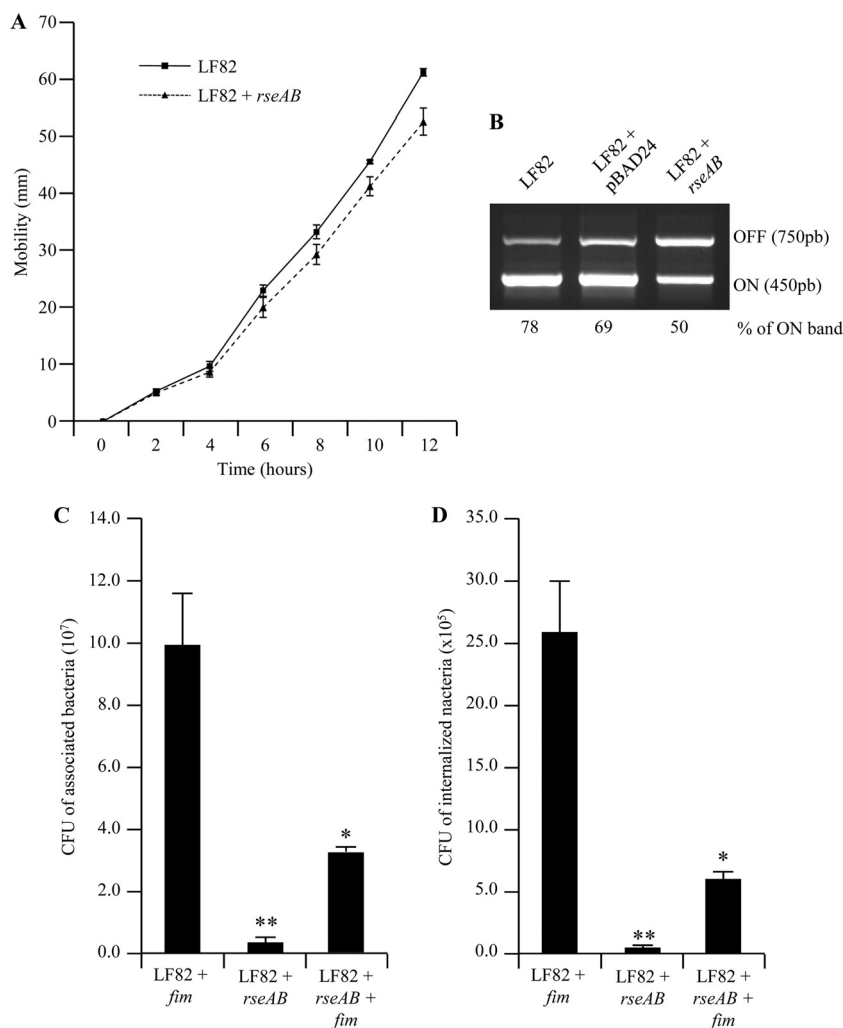 A
70
60
50
40
30
20
10
0
Mobility (mm)
LF82
LF82 + rseAB
0 2 4 6 8 10 12
Time (hours)
B
LF82
LF82 +
pBAD24
LF82 +
rseAB
OFF (750pb)
ON (450pb)
78 69 50 % of ON band
C
14.0
12.0
10.0
8.0
6.0
4.0
2.0
0.0
CFU of associated bacteria (10⁷)
**
*
LF82 +
fim
LF82 +
rseAB
LF82 +
rseAB +
fim
D
35.0
30.0
25.0
20.0
15.0
10.0
5.0
0.0
CFU of internalized nacteria (x10⁵)
**
*
LF82 +
fim
LF82 +
rseAB
LF82 +
rseAB +
fim